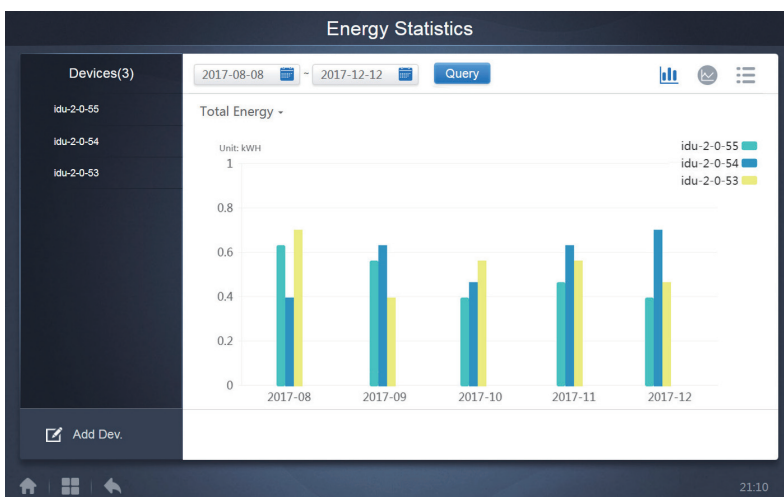 Energy Statistics
Devices(3)
idu-2-0-55
idu-2-0-54
idu-2-0-53
Add Dev.
2017-08-08 ~ 2017-12-12 Query
Total Energy
Unit: kWH
idu-2-0-55
idu-2-0-54
idu-2-0-53
1
0.8
0.6
0.4
0.2
0
2017-08 2017-09 2017-10 2017-11 2017-12
21:10